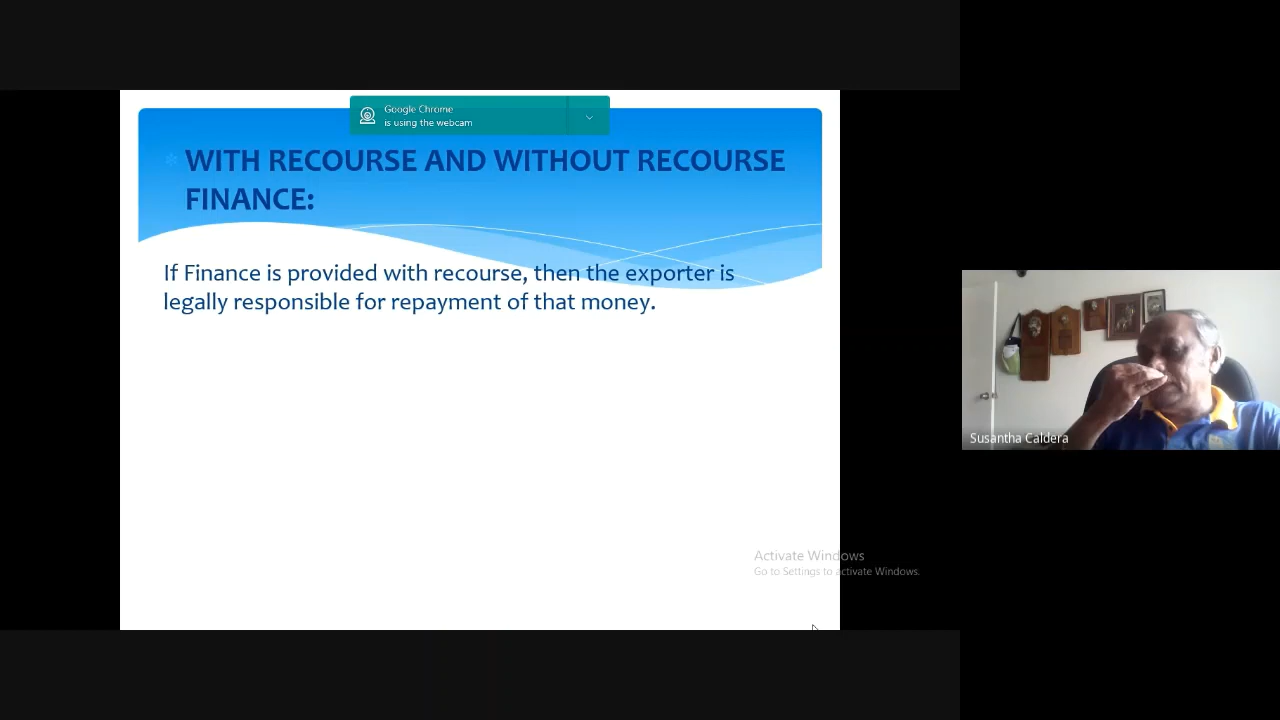 Google Chrome
is using the webcam
* WITH RECOURSE AND WITHOUT RECOURSE
FINANCE:
If Finance is provided with recourse, then the exporter is
legally responsible for repayment of that money.
Susantha Caldera
Activate Windows
Go to Settings to activate Windows.